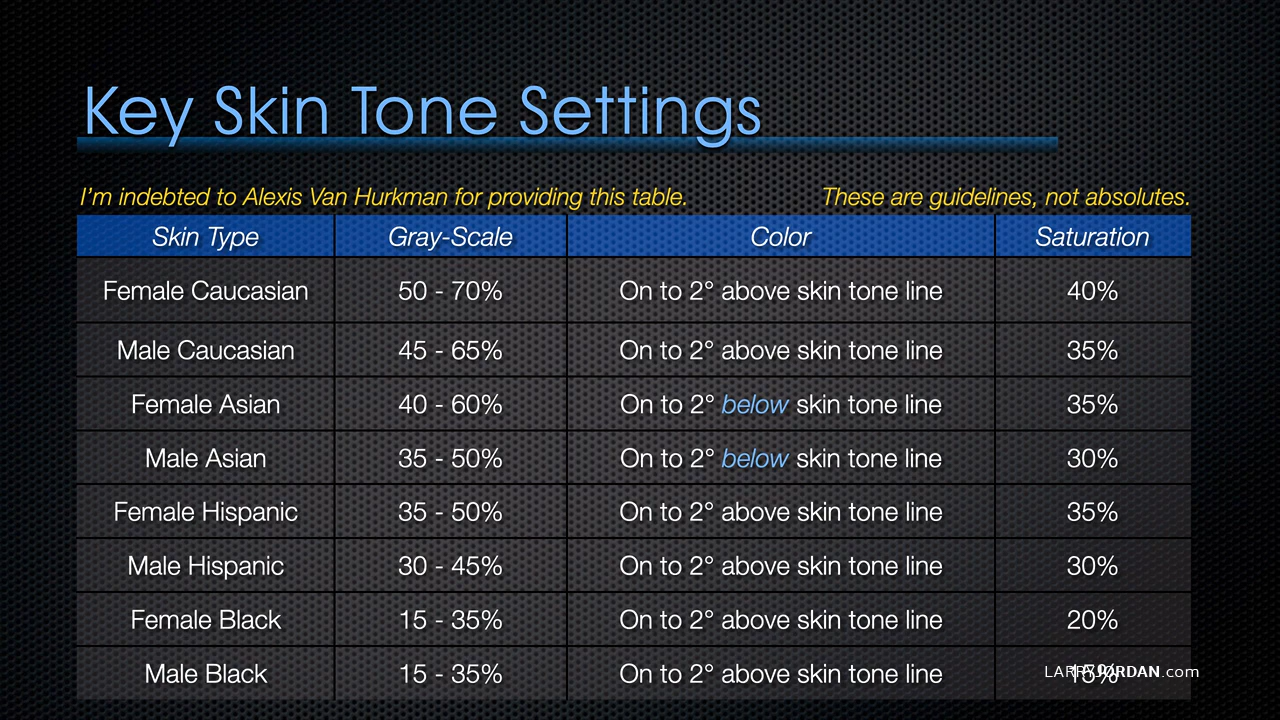 Key Skin Tone Settings
I'm indebted to Alexis Van Hurkman for providing this table. These are guidelines, not absolutes.
Skin Type Gray-Scale Color Saturation
Female Caucasian 50 - 70% On to 2° above skin tone line 40%
Male Caucasian 45 - 65% On to 2° above skin tone line 35%
Female Asian 40 - 60% On to 2° below skin tone line 35%
Male Asian 35 - 50% On to 2° below skin tone line 30%
Female Hispanic 35 - 50% On to 2° above skin tone line 35%
Male Hispanic 30 - 45% On to 2° above skin tone line 30%
Female Black 15 - 35% On to 2° above skin tone line 20%
Male Black 15 - 35% On to 2° above skin tone line
LARRYJORDAN.com